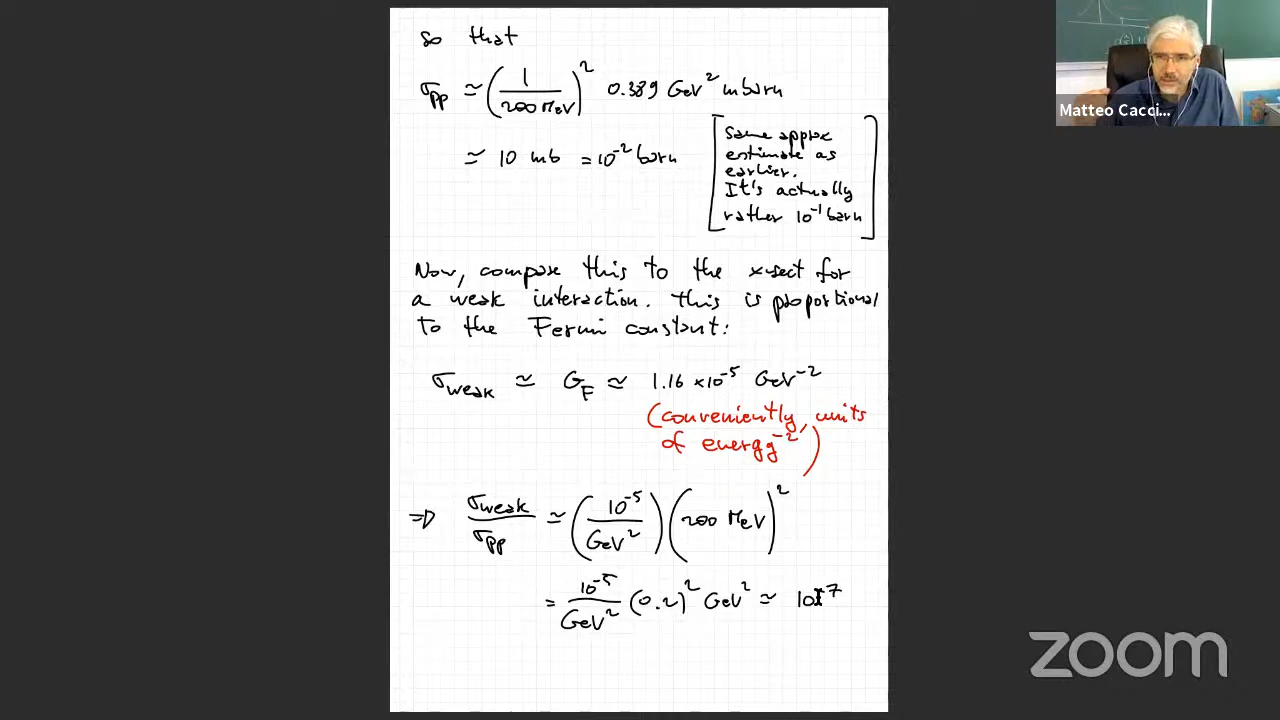 so that
σpp ≃ (1 / 200 MeV)² 0.389 GeV² mbarn
≃ 10 mb = 10⁻² barn
[Same approx
estimate as
earlier.
It's actually
rather 10⁻¹ barn]
Now, compare this to the x-sect for
a weak interaction. This is proportional
to the Fermi constant:
σweak ≃ G_F ≃ 1.16 × 10⁻⁵ GeV⁻²
(conveniently, units
of energy⁻²)
⇒ σweak / σpp ≃ (10⁻⁵ / GeV²) (200 MeV)²
= 10⁻⁵ / GeV² (0.2)² GeV² ≃ 10⁻⁷
Matteo Cacci...
zoom